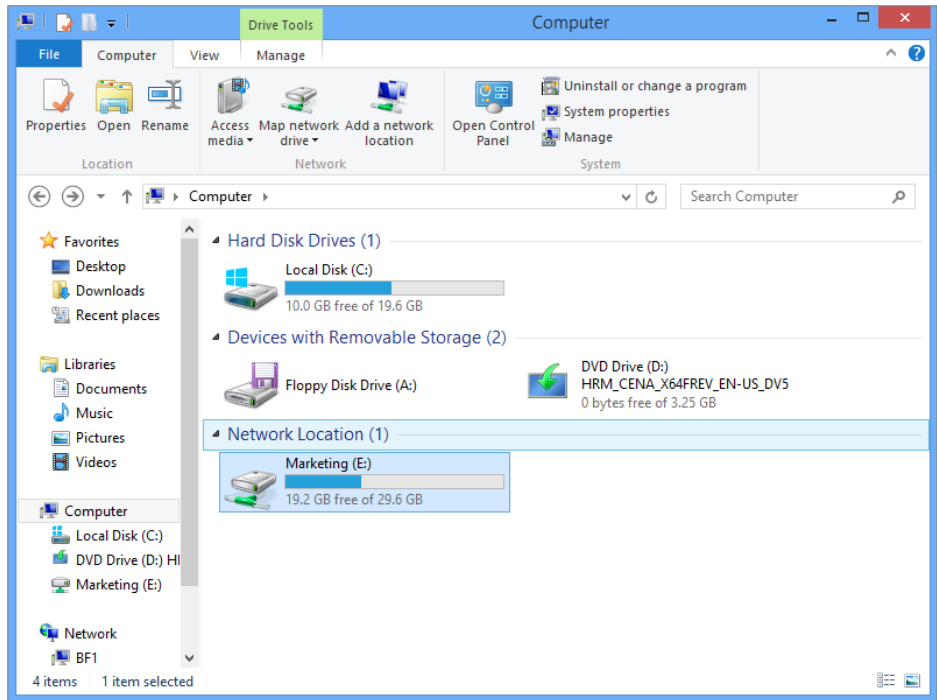 Drive Tools
Computer
File
Computer
View
Manage
Properties
Open
Rename
Access media
Map network drive
Add a network location
Open Control Panel
Uninstall or change a program
System properties
Manage
Location
Network
System
Computer
Search Computer
Favorites
Desktop
Downloads
Recent places
Libraries
Documents
Music
Pictures
Videos
Computer
Local Disk (C:)
DVD Drive (D:) HI
Marketing (E:)
Network
BF1
Hard Disk Drives (1)
Local Disk (C:)
10.0 GB free of 19.6 GB
Devices with Removable Storage (2)
Floppy Disk Drive (A:)
DVD Drive (D:)
HRM_CENA_X64FREV_EN-US_DV5
0 bytes free of 3.25 GB
Network Location (1)
Marketing (E:)
19.2 GB free of 29.6 GB
4 items
1 item selected